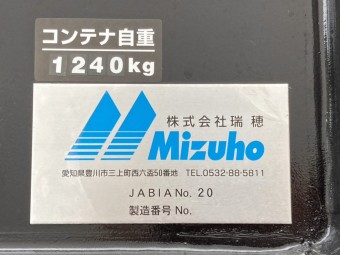 コンテナ自重
1240kg
株式会社瑞穂
Mizuho
愛知県豊川市三上町西六盃50番地 TEL.0532-88-5811
JABIA No. 20
製造番号 No.